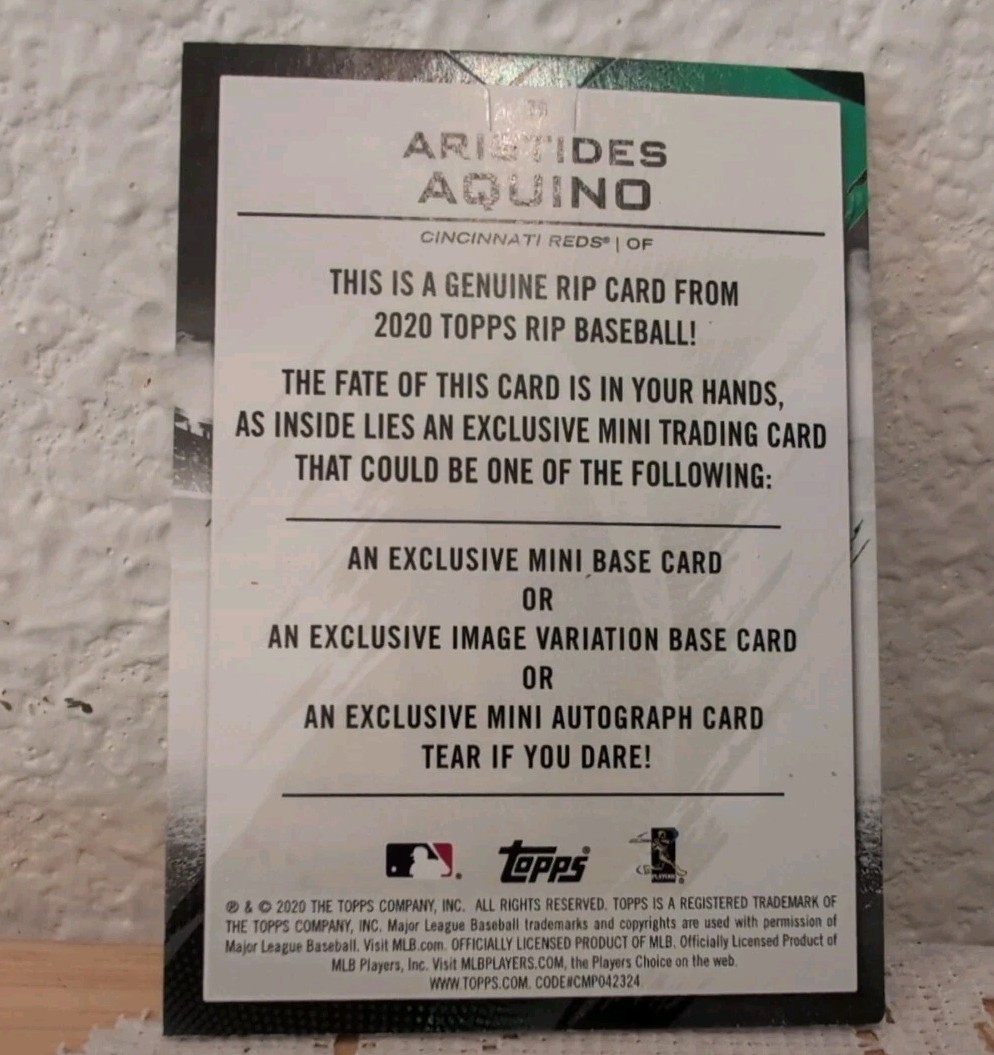 ARISTIDES
AQUINO
CINCINNATI REDS® | OF
THIS IS A GENUINE RIP CARD FROM
2020 TOPPS RIP BASEBALL!
THE FATE OF THIS CARD IS IN YOUR HANDS,
AS INSIDE LIES AN EXCLUSIVE MINI TRADING CARD
THAT COULD BE ONE OF THE FOLLOWING:
AN EXCLUSIVE MINI BASE CARD
OR
AN EXCLUSIVE IMAGE VARIATION BASE CARD
OR
AN EXCLUSIVE MINI AUTOGRAPH CARD
TEAR IF YOU DARE!
Topps®
PLAYERS
® & © 2020 THE TOPPS COMPANY, INC. ALL RIGHTS RESERVED. TOPPS IS A REGISTERED TRADEMARK OF
THE TOPPS COMPANY, INC. Major League Baseball trademarks and copyrights are used with permission of
Major League Baseball. Visit MLB.com. OFFICIALLY LICENSED PRODUCT OF MLB. Officially Licensed Product of
MLB Players, Inc. Visit MLBPLAYERS.COM, the Players Choice on the web.
WWW.TOPPS.COM. CODE#CMP042324